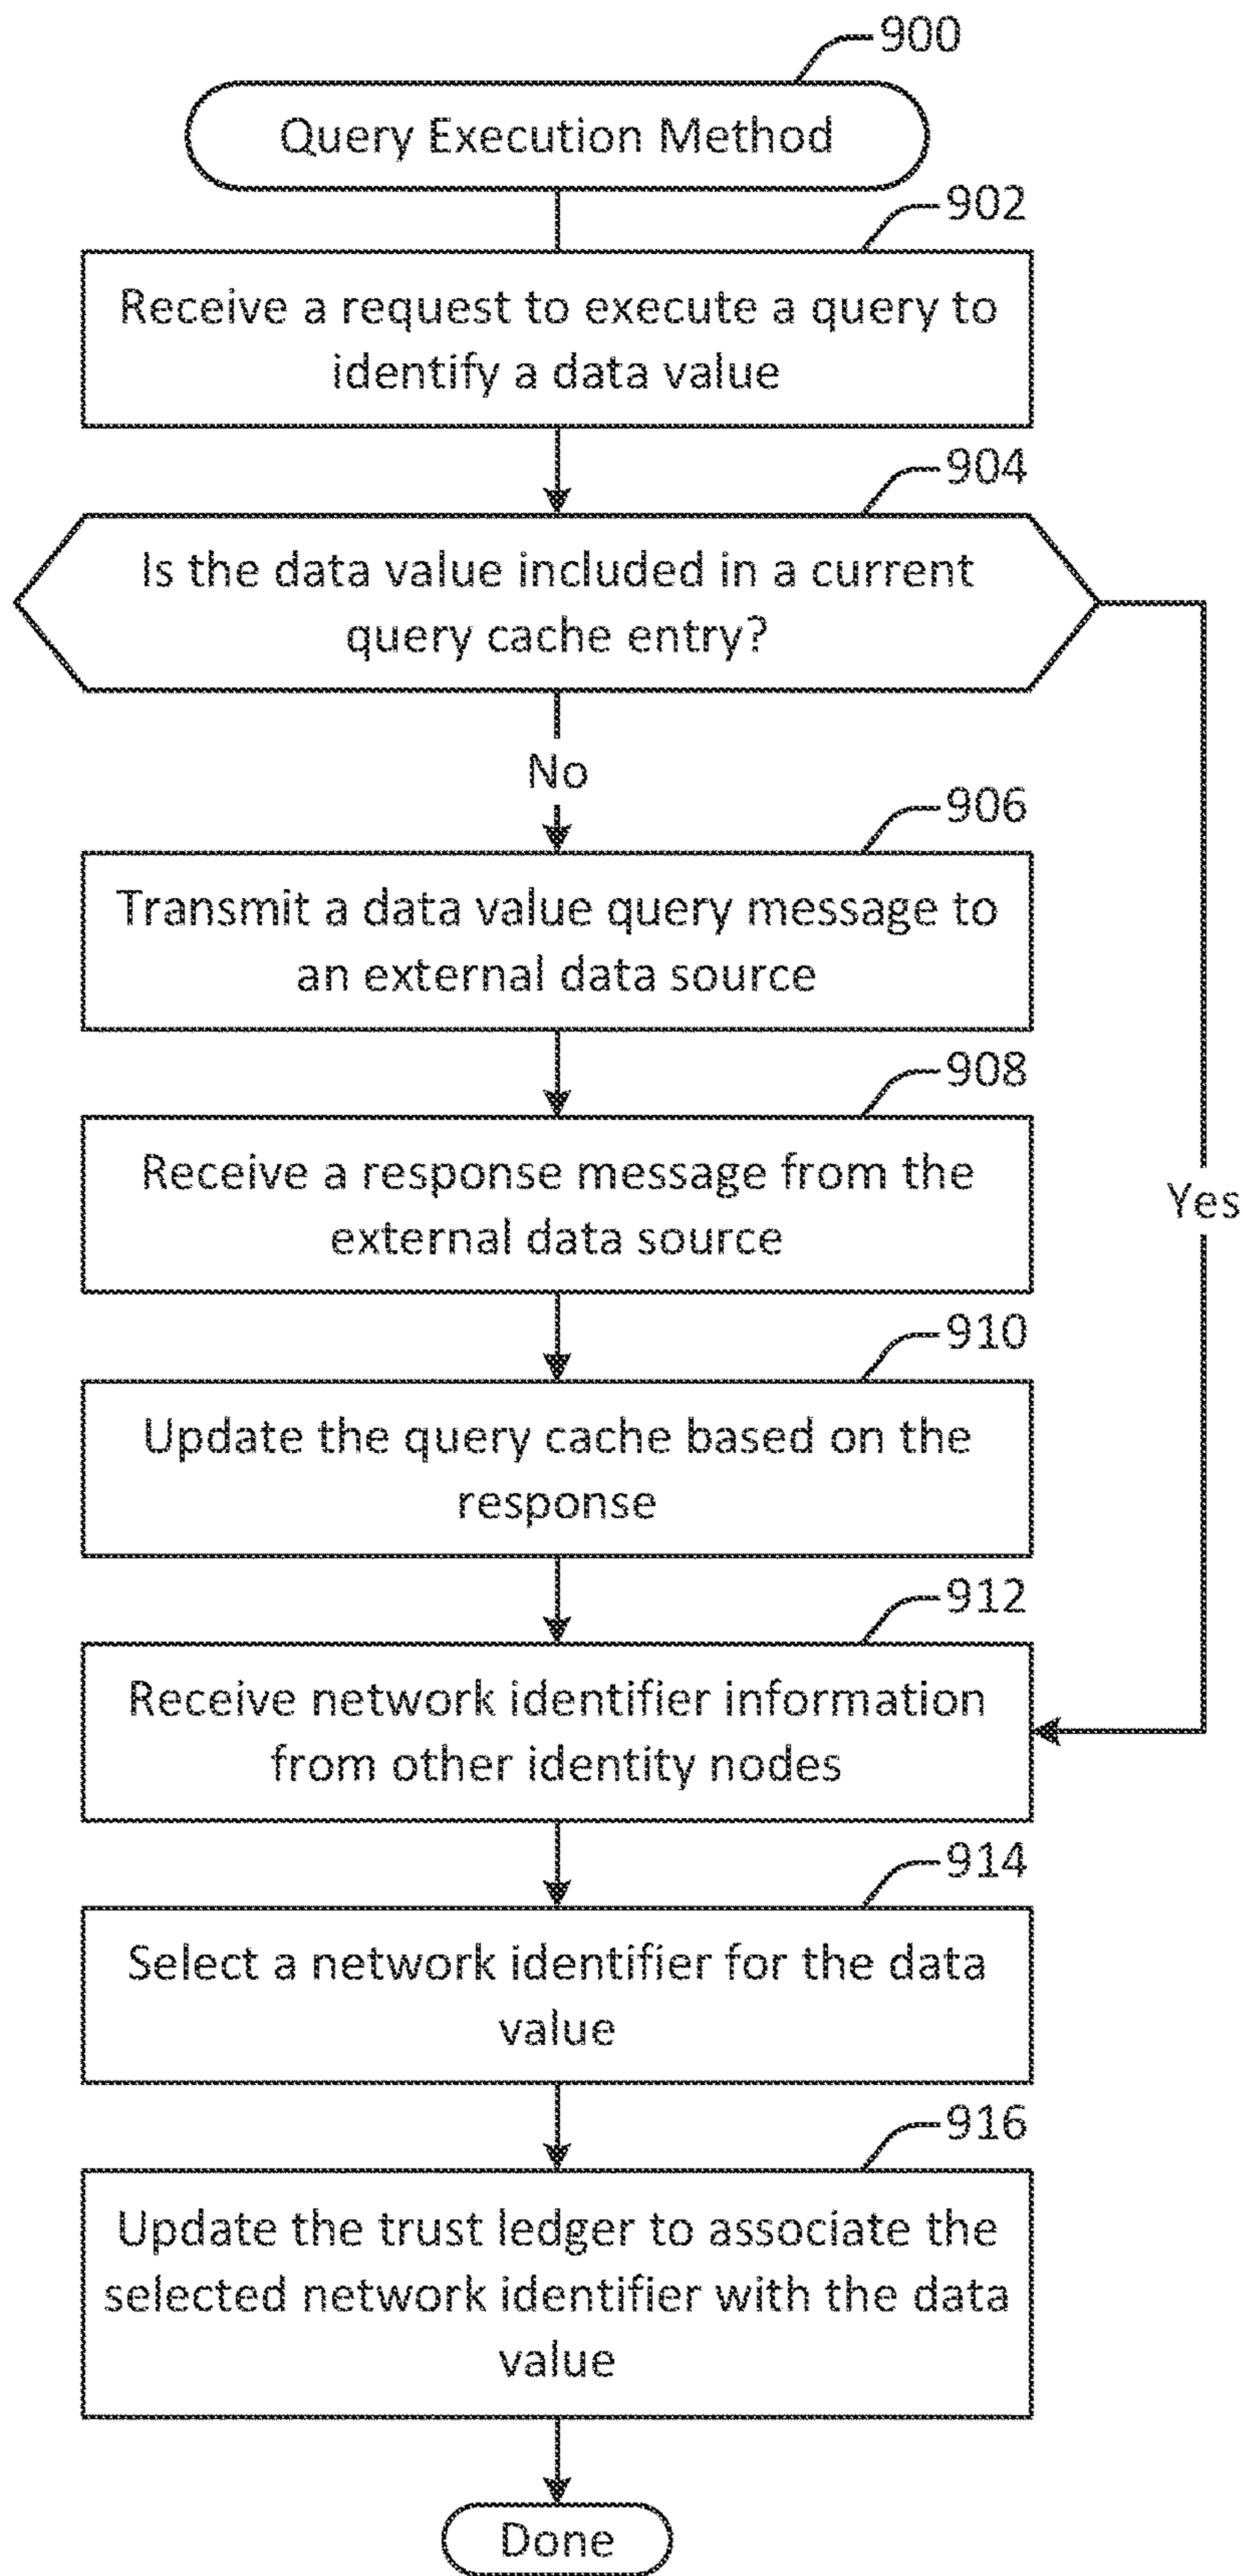 900
Query Execution Method
902
Receive a request to execute a query to
identify a data value
904
Is the data value included in a current
query cache entry?
No
906
Transmit a data value query message to
an external data source
908
Receive a response message from the
external data source
Yes
910
Update the query cache based on the
response
912
Receive network identifier information
from other identity nodes
914
Select a network identifier for the data
value
916
Update the trust ledger to associate the
selected network identifier with the data
value
Done